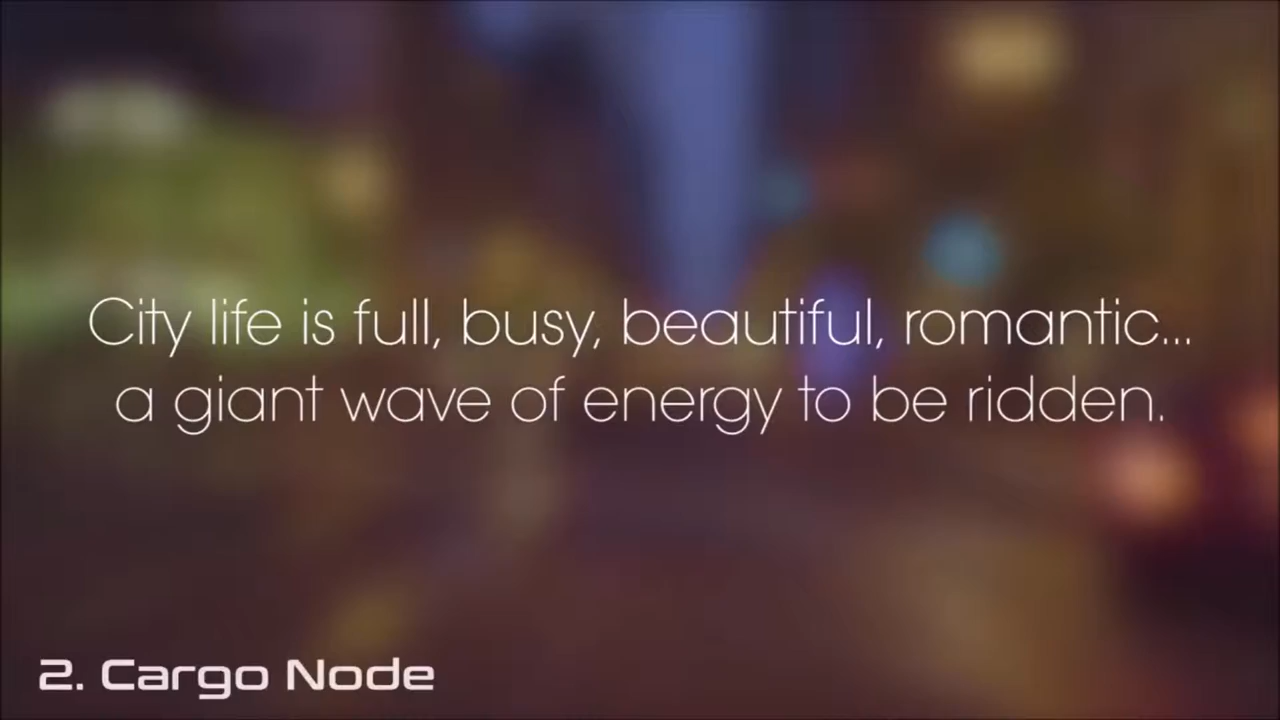 City life is full, busy, beautiful, romantic...
a giant wave of energy to be ridden.
2. Cargo Node